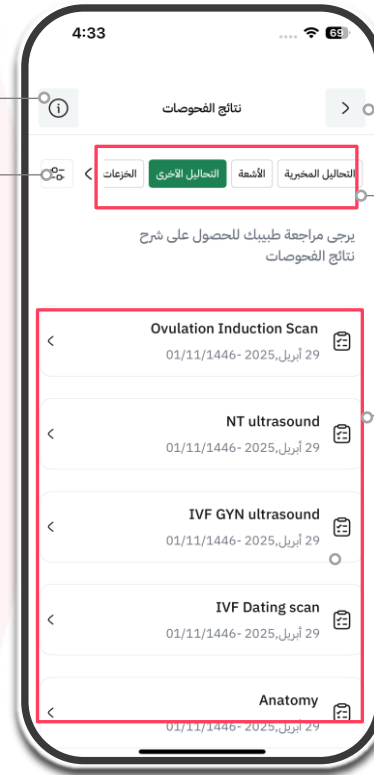 4:33
69
نتائج الفحوصات
التحاليل المخبرية
الأشعة
التحاليل الأخرى
الخزعات
يرجى مراجعة طبيبك للحصول على شرح
نتائج الفحوصات
Ovulation Induction Scan
29 أبريل,2025 -01/11/1446
NT ultrasound
29 أبريل,2025 -01/11/1446
IVF GYN ultrasound
29 أبريل,2025 -01/11/1446
IVF Dating scan
29 أبريل,2025 -01/11/1446
Anatomy
29 أبريل,2025 -01/11/1446